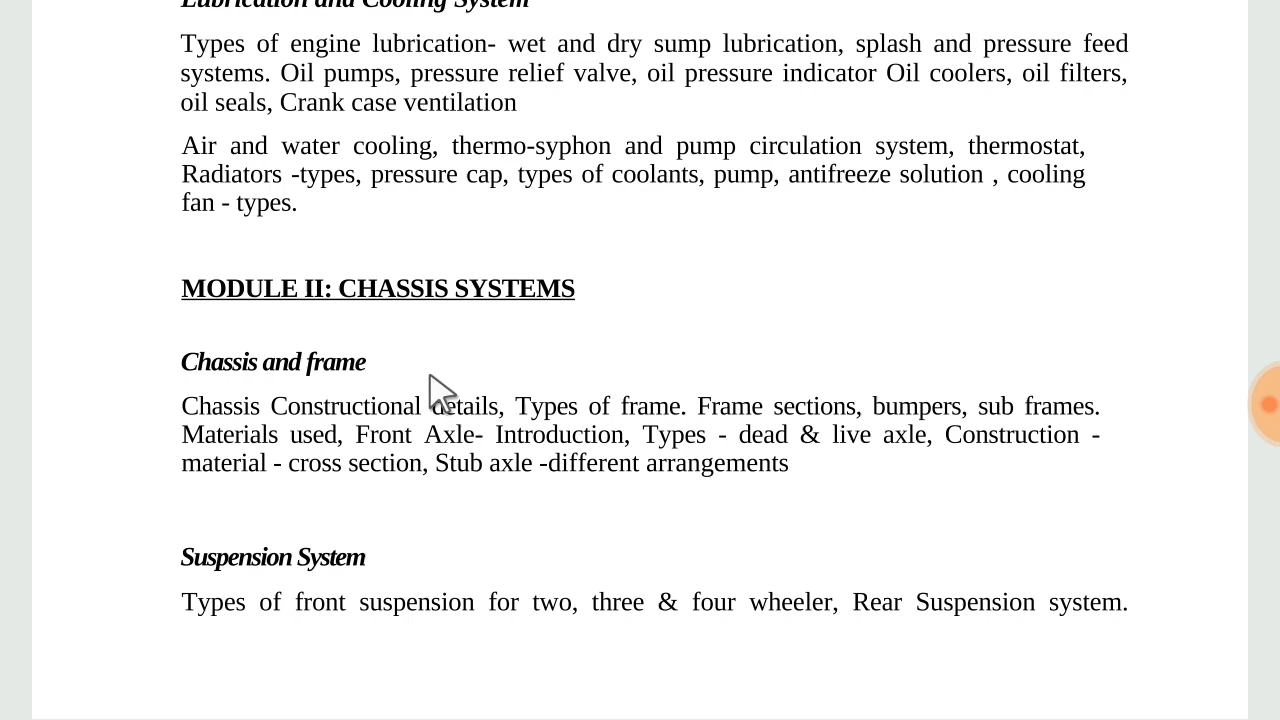 Lubrication and Cooling System
Types of engine lubrication- wet and dry sump lubrication, splash and pressure feed
systems. Oil pumps, pressure relief valve, oil pressure indicator Oil coolers, oil filters,
oil seals, Crank case ventilation
Air and water cooling, thermo-syphon and pump circulation system, thermostat,
Radiators -types, pressure cap, types of coolants, pump, antifreeze solution , cooling
fan - types.
MODULE II: CHASSIS SYSTEMS
Chassis and frame
Chassis Constructional details, Types of frame. Frame sections, bumpers, sub frames.
Materials used, Front Axle- Introduction, Types - dead & live axle, Construction -
material - cross section, Stub axle -different arrangements
Suspension System
Types of front suspension for two, three & four wheeler, Rear Suspension system.